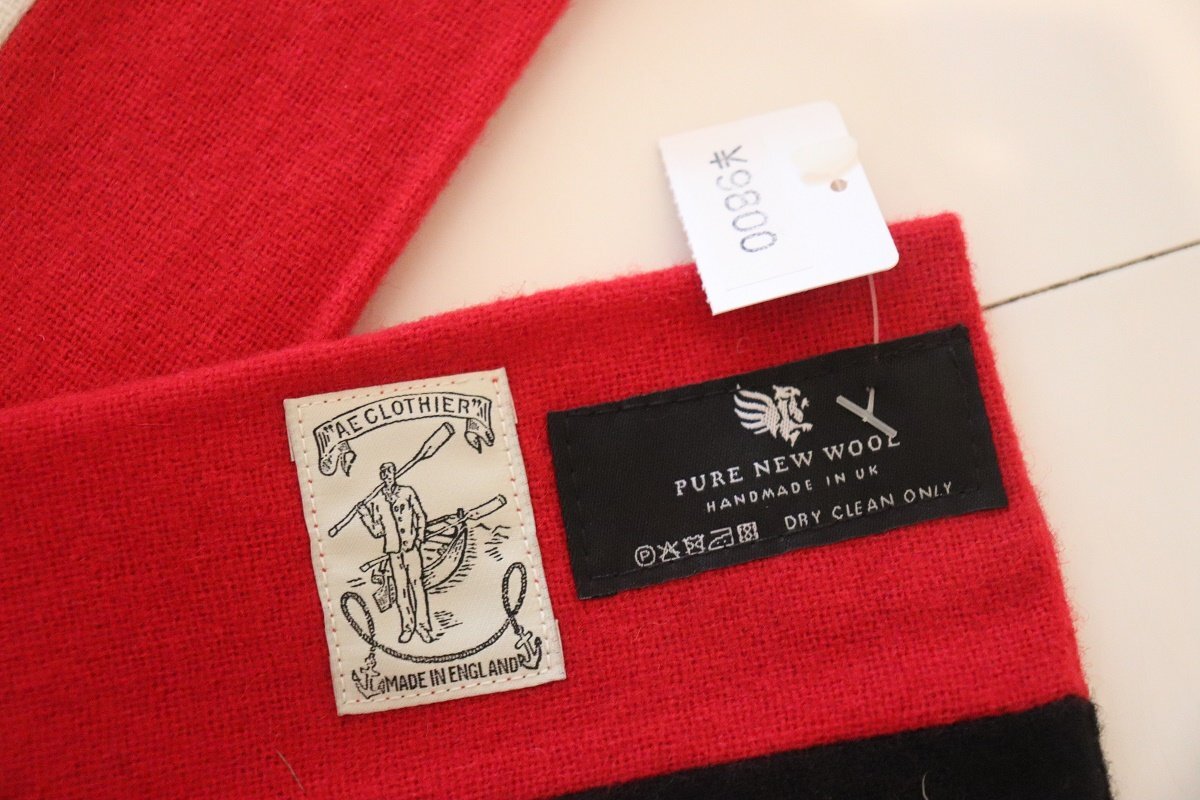 ¥9800
"A.E CLOTHIER"
MADE IN ENGLAND
PURE NEW WOOL
HANDMADE IN UK
P DRY CLEAN ONLY